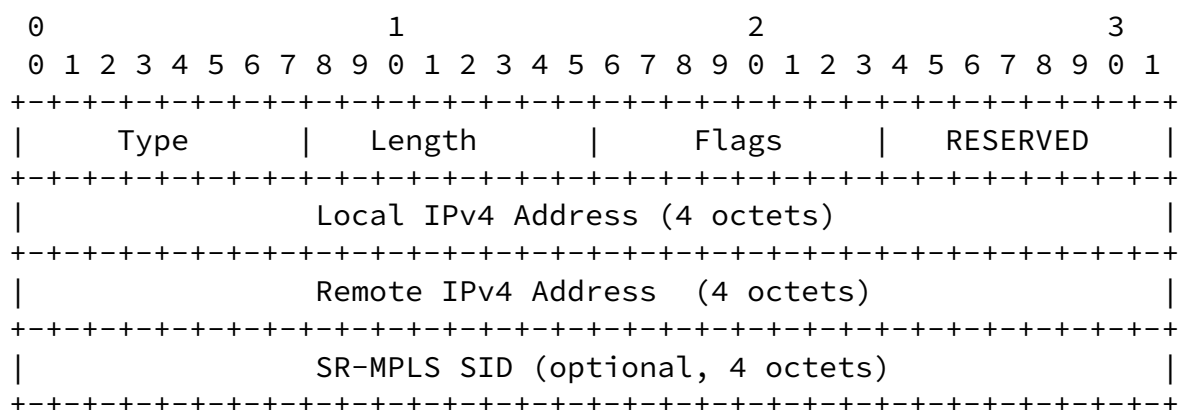 0                   1                   2                   3
 0 1 2 3 4 5 6 7 8 9 0 1 2 3 4 5 6 7 8 9 0 1 2 3 4 5 6 7 8 9 0 1
+-+-+-+-+-+-+-+-+-+-+-+-+-+-+-+-+-+-+-+-+-+-+-+-+-+-+-+-+-+-+-+-+
|     Type      |   Length      |     Flags     |   RESERVED    |
+-+-+-+-+-+-+-+-+-+-+-+-+-+-+-+-+-+-+-+-+-+-+-+-+-+-+-+-+-+-+-+-+
|                Local IPv4 Address (4 octets)                  |
+-+-+-+-+-+-+-+-+-+-+-+-+-+-+-+-+-+-+-+-+-+-+-+-+-+-+-+-+-+-+-+-+
|                Remote IPv4 Address  (4 octets)                |
+-+-+-+-+-+-+-+-+-+-+-+-+-+-+-+-+-+-+-+-+-+-+-+-+-+-+-+-+-+-+-+-+
|                SR-MPLS SID (optional, 4 octets)               |
+-+-+-+-+-+-+-+-+-+-+-+-+-+-+-+-+-+-+-+-+-+-+-+-+-+-+-+-+-+-+-+-+